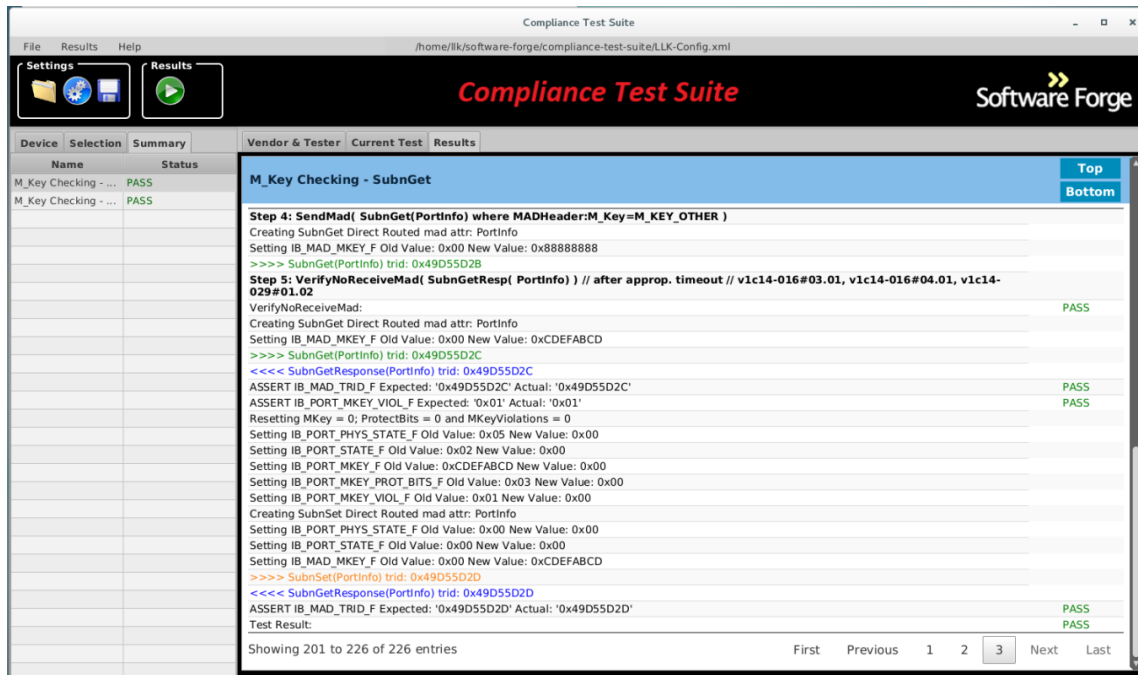 Compliance Test Suite
File Results Help /home/llk/software-forge/compliance-test-suite/LLK-Config.xml
Settings Results
Compliance Test Suite
Software Forge
Device Selection Summary
Vendor & Tester Current Test Results
Name Status
M_Key Checking - ... PASS
M_Key Checking - ... PASS
M_Key Checking - SubnGet
Top
Bottom
Step 4: SendMad( SubnGet(PortInfo) where MADHeader:M_Key=M_KEY_OTHER )
Creating SubnGet Direct Routed mad attr: PortInfo
Setting IB_MAD_MKEY_F Old Value: 0x00 New Value: 0x88888888
>>>> SubnGet(PortInfo) trid: 0x49D55D2B
Step 5: VerifyNoReceiveMad( SubnGetResp( PortInfo) ) // after approp. timeout // v1c14-016#03.01, v1c14-016#04.01, v1c14-
029#01.02
VerifyNoReceiveMad: PASS
Creating SubnGet Direct Routed mad attr: PortInfo
Setting IB_MAD_MKEY_F Old Value: 0x00 New Value: 0xCDEFABCD
>>>> SubnGet(PortInfo) trid: 0x49D55D2C
<<<< SubnGetResponse(PortInfo) trid: 0x49D55D2C
ASSERT IB_MAD_TRID_F Expected: '0x49D55D2C' Actual: '0x49D55D2C' PASS
ASSERT IB_PORT_MKEY_VIOL_F Expected: '0x01' Actual: '0x01' PASS
Resetting MKey = 0; ProtectBits = 0 and MKeyViolations = 0
Setting IB_PORT_PHYS_STATE_F Old Value: 0x05 New Value: 0x00
Setting IB_PORT_STATE_F Old Value: 0x02 New Value: 0x00
Setting IB_PORT_MKEY_F Old Value: 0xCDEFABCD New Value: 0x00
Setting IB_PORT_MKEY_PROT_BITS_F Old Value: 0x03 New Value: 0x00
Setting IB_PORT_MKEY_VIOL_F Old Value: 0x01 New Value: 0x00
Creating SubnSet Direct Routed mad attr: PortInfo
Setting IB_PORT_PHYS_STATE_F Old Value: 0x00 New Value: 0x00
Setting IB_PORT_STATE_F Old Value: 0x00 New Value: 0x00
Setting IB_MAD_MKEY_F Old Value: 0x00 New Value: 0xCDEFABCD
>>>> SubnSet(PortInfo) trid: 0x49D55D2D
<<<< SubnGetResponse(PortInfo) trid: 0x49D55D2D
ASSERT IB_MAD_TRID_F Expected: '0x49D55D2D' Actual: '0x49D55D2D' PASS
Test Result: PASS
Showing 201 to 226 of 226 entries First Previous 1 2 3 Next Last